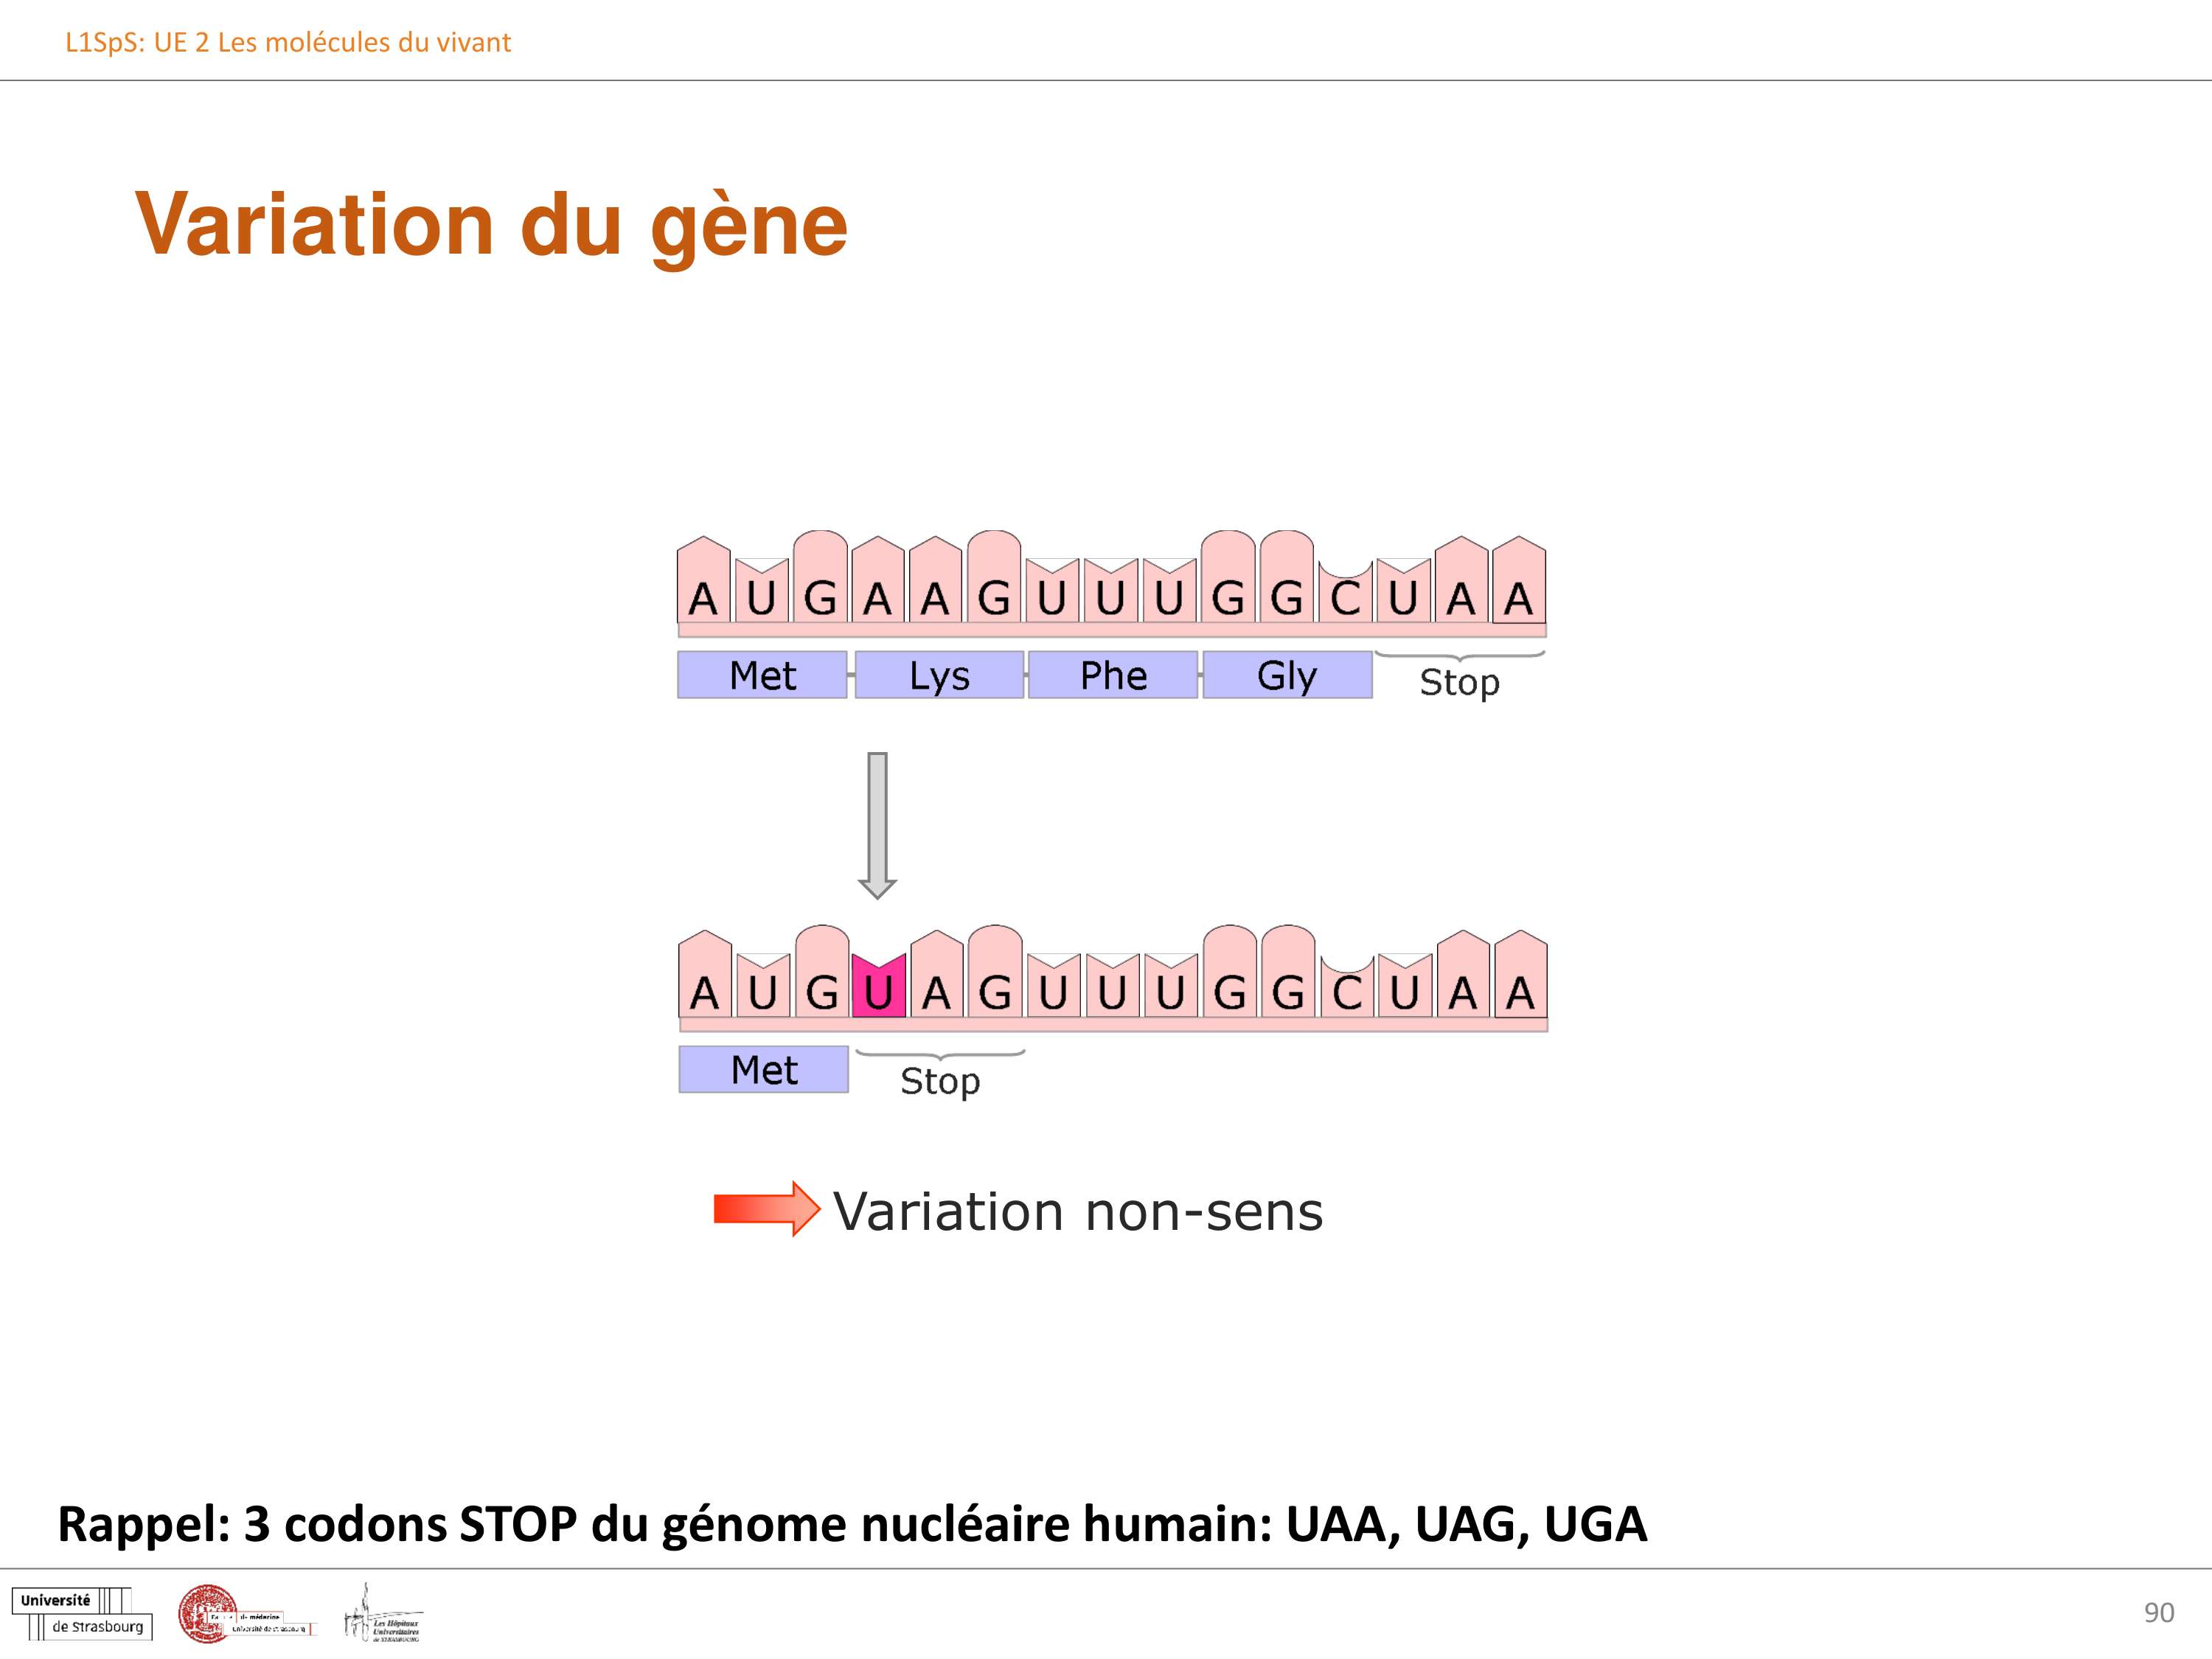 L1SpS: UE 2 Les molécules du vivant
Variation du gène
A U G A A G U U U G G C U A A
Met Lys Phe Gly Stop
A U G U A G U U U G G C U A A
Met Stop
Variation non-sens
Rappel: 3 codons STOP du génome nucléaire humain: UAA, UAG, UGA
Université
de Strasbourg
de médecine
Université de Strasbourg
Les Hôpitaux
Universitaires
de STRASBOURG
90